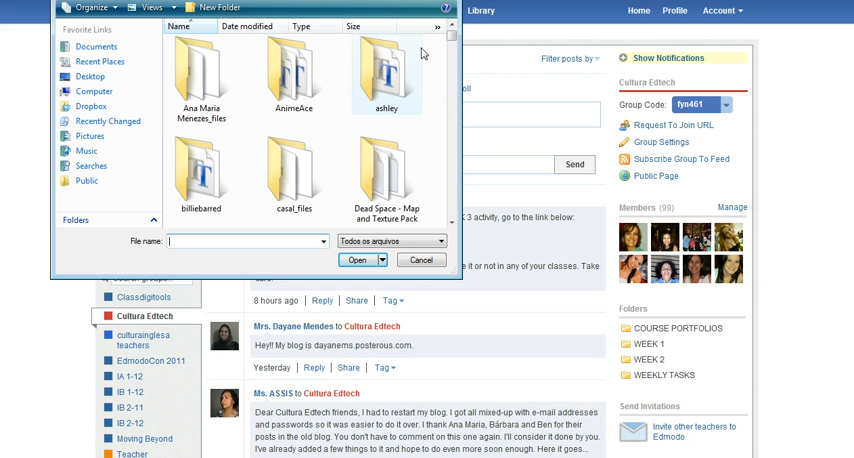 Organize
Views
New Folder
Library
Home
Profile
Account
Favorite Links
Documents
Recent Places
Desktop
Computer
Dropbox
Recently Changed
Pictures
Music
Searches
Public
Folders
Name
Date modified
Type
Size
»
Ana Maria
Menezes_files
AnimeAce
ashley
billiebarred
casal_files
Dead Space - Map
and Texture Pack
File name:
Todos os arquivos
Open
Cancel
Filter posts by
oll
Send
K 3 activity, go to the link below:
e it or not in any of your classes. Take
8 hours ago
Reply
Share
Tag
Classdigitools
Cultura Edtech
culturainglesa
teachers
EdmodoCon 2011
IA 1-12
IB 1-12
IB 2-11
IB 2-12
Moving Beyond
Teacher
Mrs. Dayane Mendes to Cultura Edtech
Hey!! My blog is dayanems.posterous.com.
Yesterday
Reply
Share
Tag
Ms. ASSIS to Cultura Edtech
Dear Cultura Edtech friends, I had to restart my blog. I got all mixed-up with e-mail addresses
and passwords so it was easier to do it over. I thank Ana Maria, Bárbara and Ben for their
posts in the old blog. You don't have to comment on this one again. I'll consider it done by you.
I've already added a few things to it and hope to do even more soon enough. Here it goes...
Show Notifications
Cultura Edtech
Group Code:
fyn461
Request To Join URL
Group Settings
Subscribe Group To Feed
Public Page
Members (99)
Manage
Folders
COURSE PORTFOLIOS
WEEK 1
WEEK 2
WEEKLY TASKS
Send Invitations
Invite other teachers to
Edmodo